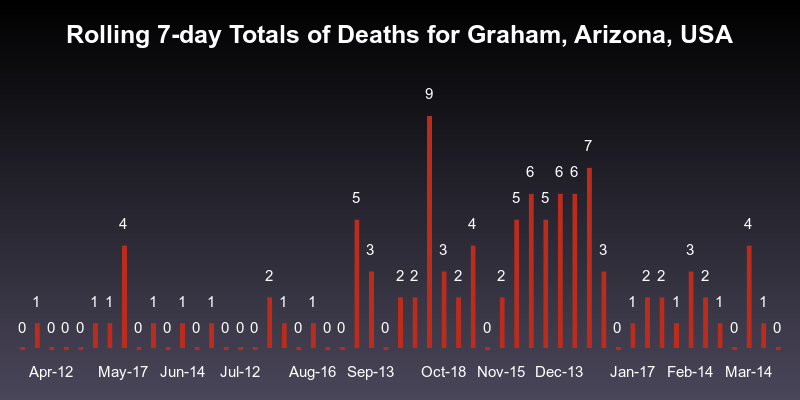 Rolling 7-day Totals of Deaths for Graham, Arizona, USA
9
7
6 6 6
5 5 5
4 4 4
3 3 3 3
2 2 2 2 2 2 2 2
1 1 1 1 1 1 1 1 1 1 1 1
0 0 0 0 0 0 0 0 0 0 0 0 0 0 0 0 0 0
Apr-12 May-17 Jun-14 Jul-12 Aug-16 Sep-13 Oct-18 Nov-15 Dec-13 Jan-17 Feb-14 Mar-14